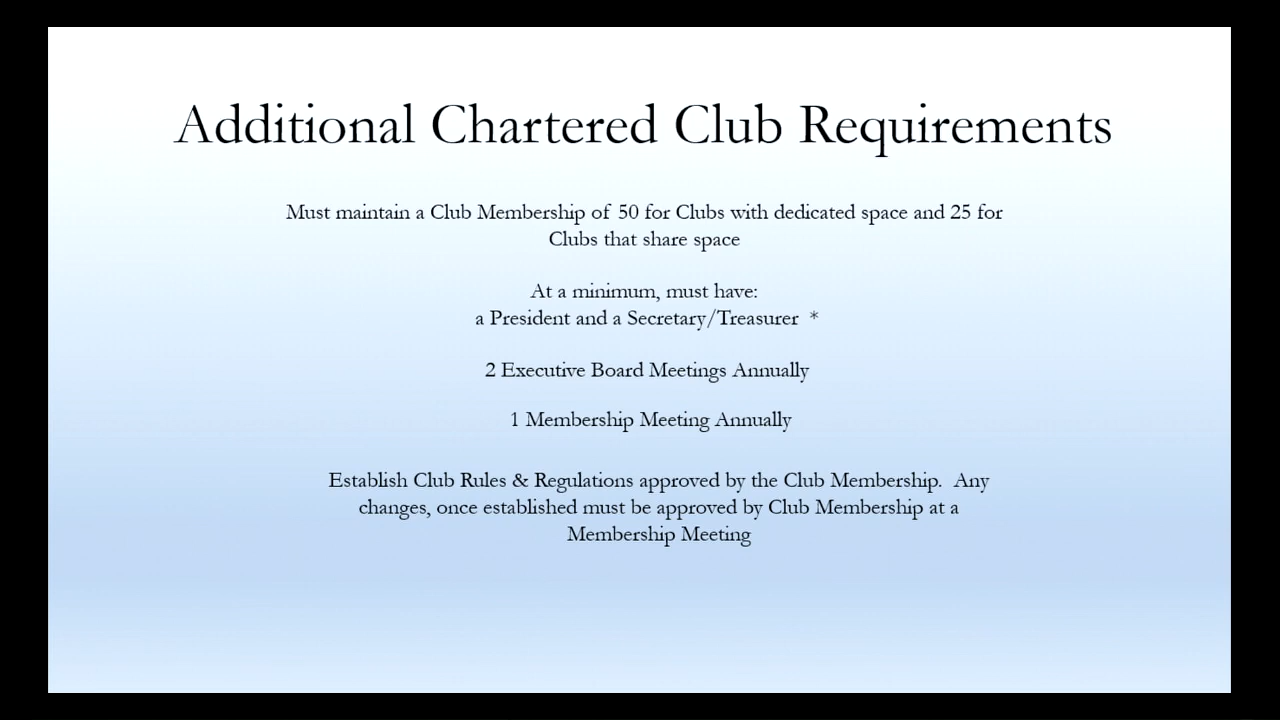 Additional Chartered Club Requirements
Must maintain a Club Membership of 50 for Clubs with dedicated space and 25 for
Clubs that share space
At a minimum, must have:
a President and a Secretary/Treasurer *
2 Executive Board Meetings Annually
1 Membership Meeting Annually
Establish Club Rules & Regulations approved by the Club Membership.  Any
changes, once established must be approved by Club Membership at a
Membership Meeting